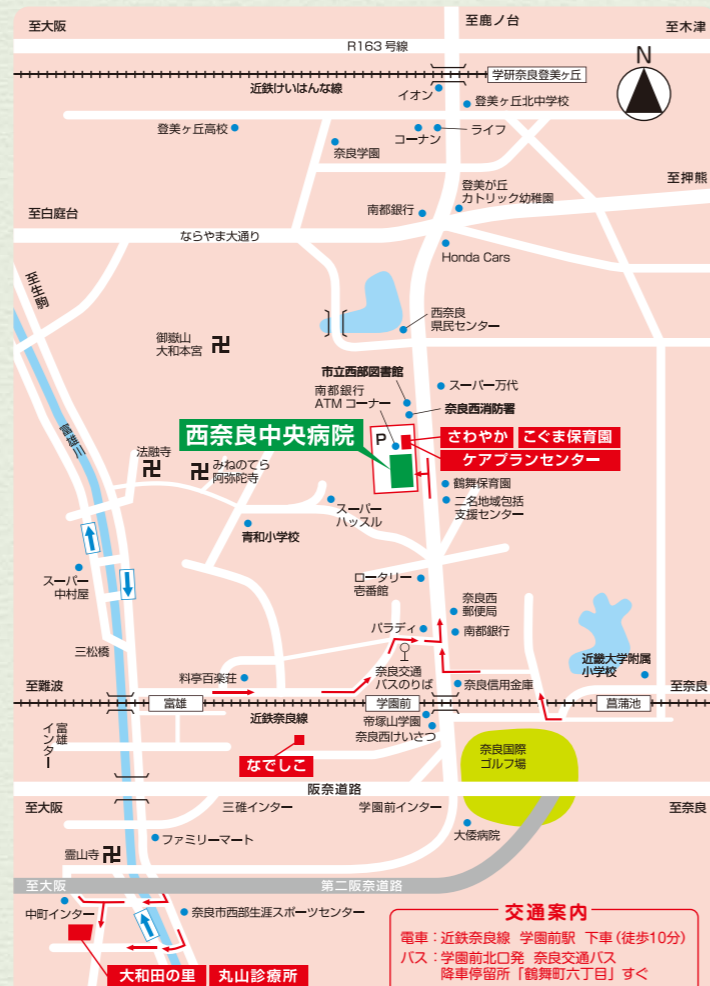 至大阪
至鹿ノ台
至木津
R163号線
N
近鉄けいはんな線
学研奈良登美ヶ丘
イオン
登美ヶ丘北中学校
登美ヶ丘高校
コーナン
ライフ
奈良学園
至押熊
登美が丘
カトリック幼稚園
南都銀行
至白庭台
ならやま大通り
Honda Cars
至生駒
西奈良
県民センター
御嶽山
大和本宮
市立西部図書館
南都銀行
ATMコーナー
スーパー万代
奈良西消防署
西奈良中央病院
P
さわやか
こぐま保育園
ケアプランセンター
富雄川
法融寺
みねのてら
阿弥陀寺
鶴舞保育園
二名地域包括
支援センター
スーパー
ハッスル
青和小学校
スーパー
中村屋
ロータリー
壱番館
奈良西
郵便局
パラディ
南都銀行
三松橋
近畿大学附属
小学校
料亭百楽荘
奈良交通
バスのりば
奈良信用金庫
至難波
至奈良
富雄
学園前
菖蒲池
近鉄奈良線
帝塚山学園
奈良西けいさつ
富雄
インター
なでしこ
奈良国際
ゴルフ場
阪奈道路
至大阪
三碓インター
学園前インター
至奈良
ファミリーマート
大倭病院
霊山寺
至大阪
第二阪奈道路
中町インター
奈良市西部生涯スポーツセンター
大和田の里
丸山診療所
交通案内
電車：近鉄奈良線 学園前駅 下車（徒歩10分）
バス：学園前北口発 奈良交通バス
降車停留所「鶴舞町六丁目」すぐ